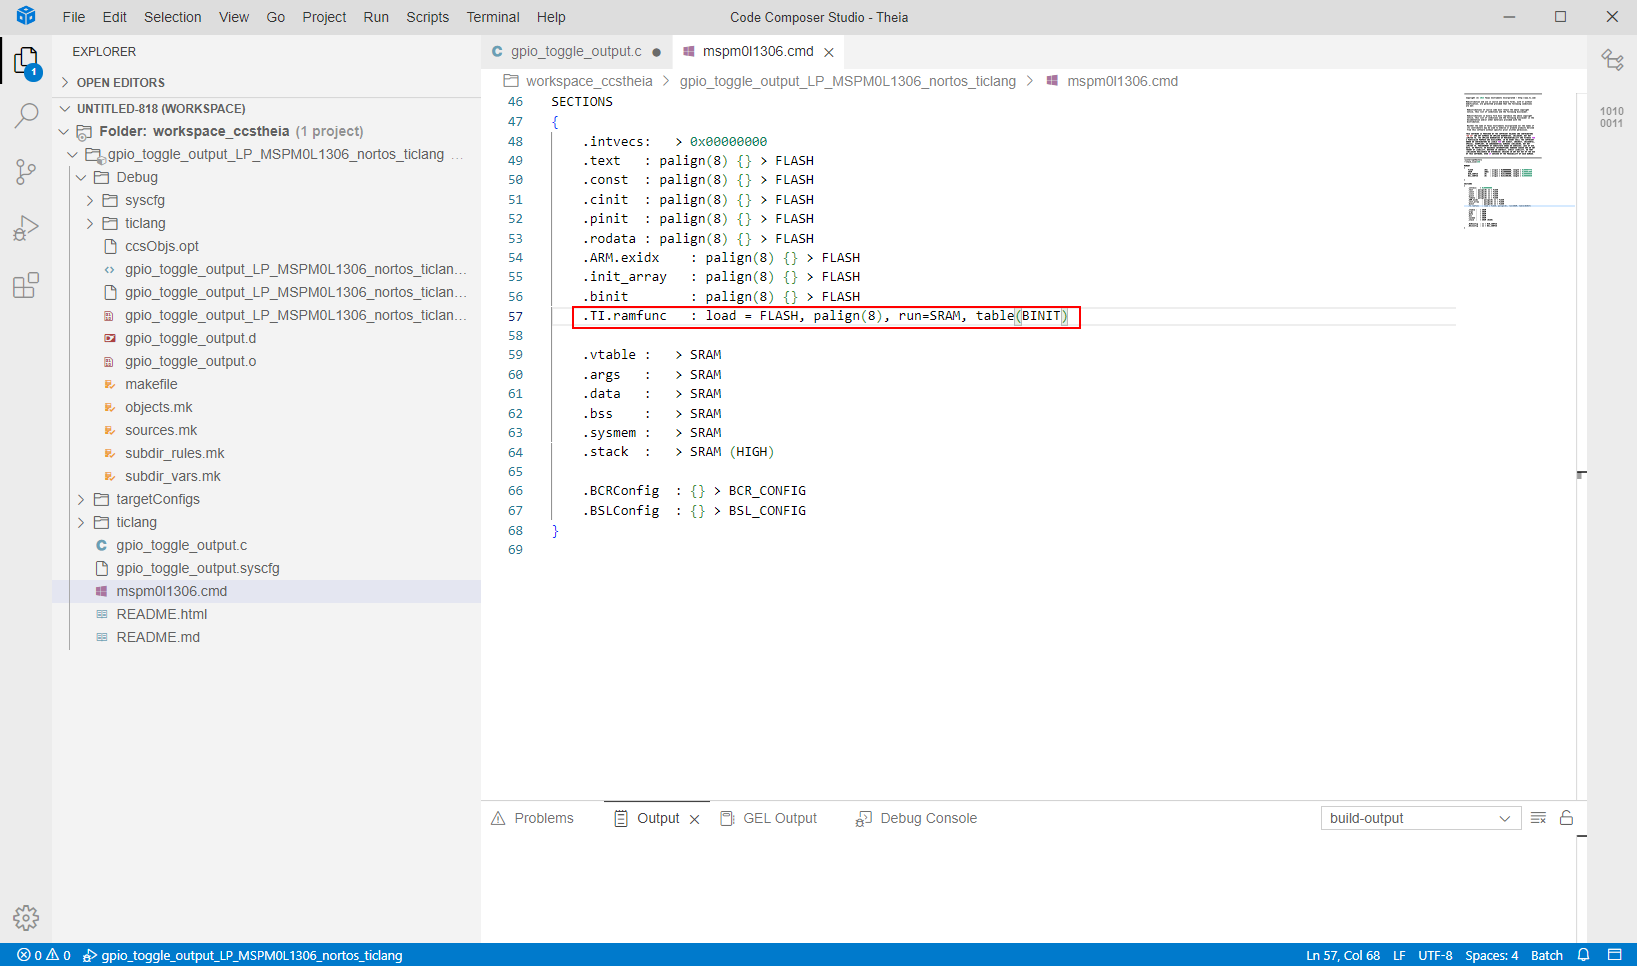 File Edit Selection View Go Project Run Scripts Terminal Help
Code Composer Studio - Theia
EXPLORER
OPEN EDITORS
UNTITLED-818 (WORKSPACE)
Folder: workspace_ccstheia (1 project)
gpio_toggle_output_LP_MSPM0L1306_nortos_ticlang ...
Debug
syscfg
ticlang
ccsObjs.opt
gpio_toggle_output_LP_MSPM0L1306_nortos_ticlan...
gpio_toggle_output_LP_MSPM0L1306_nortos_ticlan...
gpio_toggle_output_LP_MSPM0L1306_nortos_ticlan...
gpio_toggle_output.d
gpio_toggle_output.o
makefile
objects.mk
sources.mk
subdir_rules.mk
subdir_vars.mk
targetConfigs
ticlang
gpio_toggle_output.c
gpio_toggle_output.syscfg
mspm0l1306.cmd
README.html
README.md
1
gpio_toggle_output.c
mspm0l1306.cmd
workspace_ccstheia > gpio_toggle_output_LP_MSPM0L1306_nortos_ticlang > mspm0l1306.cmd
46 SECTIONS
47 {
48 .intvecs: > 0x00000000
49 .text : palign(8) {} > FLASH
50 .const : palign(8) {} > FLASH
51 .cinit : palign(8) {} > FLASH
52 .pinit : palign(8) {} > FLASH
53 .rodata : palign(8) {} > FLASH
54 .ARM.exidx : palign(8) {} > FLASH
55 .init_array : palign(8) {} > FLASH
56 .binit : palign(8) {} > FLASH
57 .TI.ramfunc : load = FLASH, palign(8), run=SRAM, table(BINIT)
58
59 .vtable : > SRAM
60 .args : > SRAM
61 .data : > SRAM
62 .bss : > SRAM
63 .sysmem : > SRAM
64 .stack : > SRAM (HIGH)
65
66 .BCRConfig : {} > BCR_CONFIG
67 .BSLConfig : {} > BSL_CONFIG
68 }
69
1010
0011
Problems
Output
GEL Output
Debug Console
build-output
0 0 gpio_toggle_output_LP_MSPM0L1306_nortos_ticlang
Ln 57, Col 68 LF UTF-8 Spaces: 4 Batch